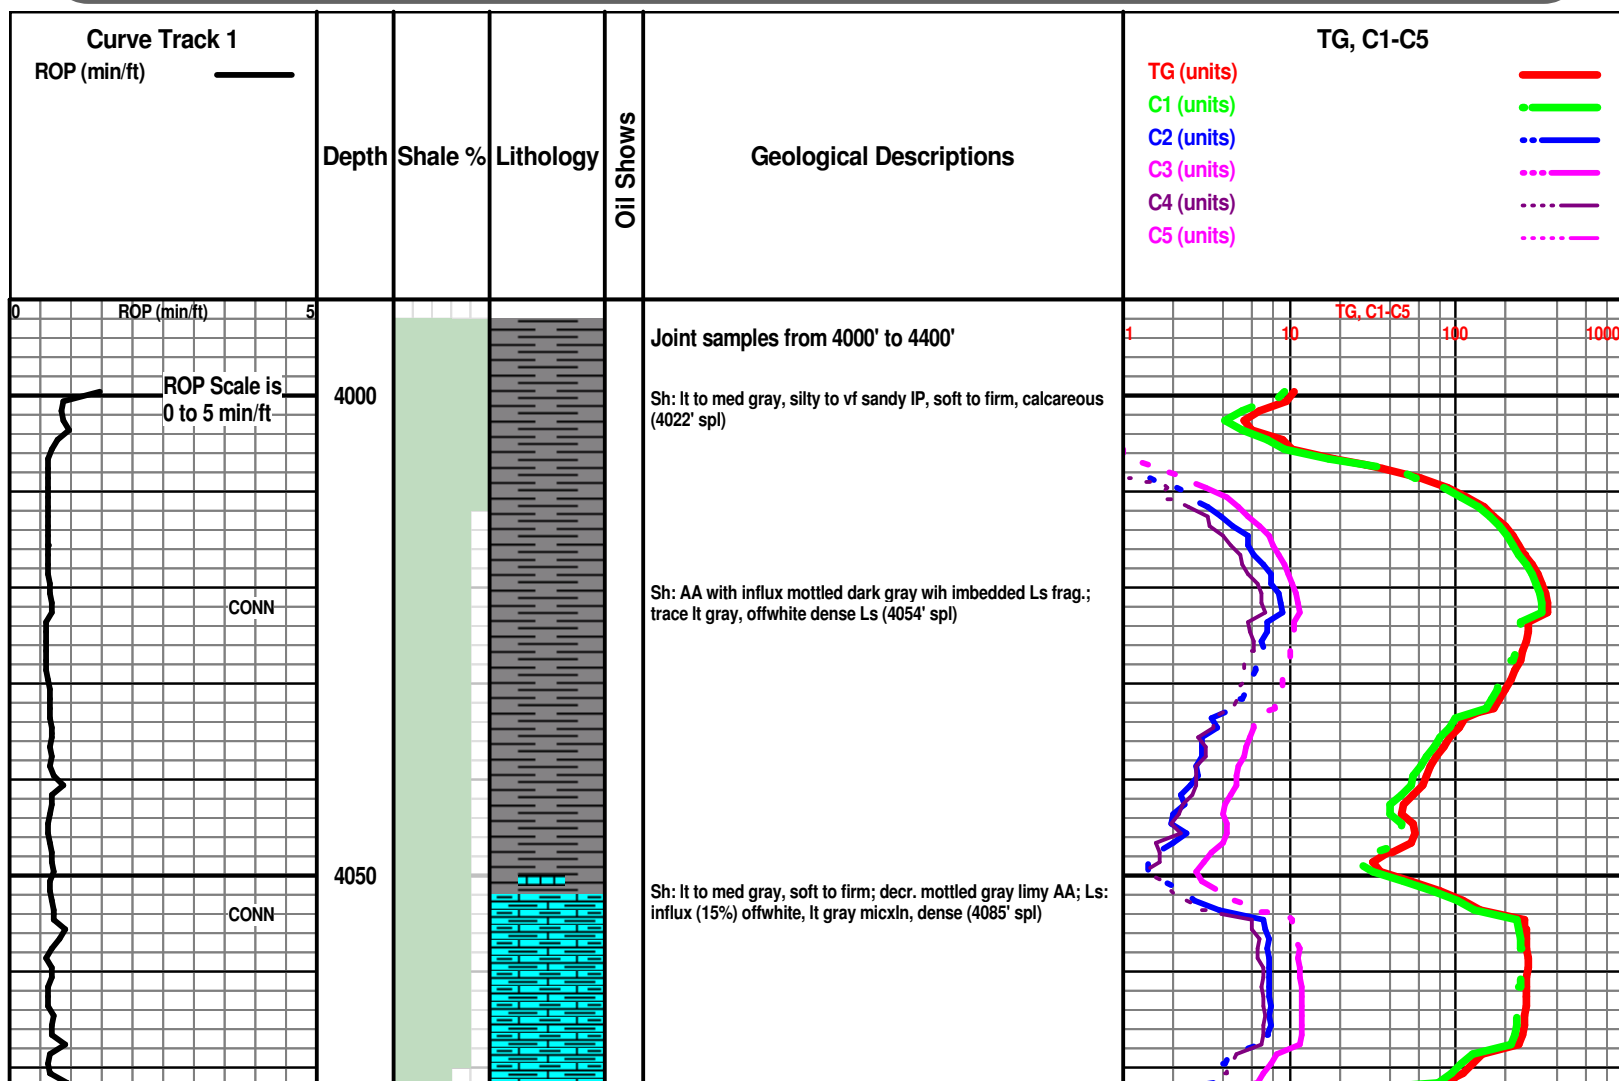 Curve Track 1
ROP (min/ft)
Depth
Shale %
Lithology
Oil Shows
Geological Descriptions
TG, C1-C5
TG (units)
C1 (units)
C2 (units)
C3 (units)
C4 (units)
C5 (units)
0 ROP (min/ft) 5
TG, C1-C5
1 10 100 1000
ROP Scale is
0 to 5 min/ft
4000
Joint samples from 4000' to 4400'
Sh: lt to med gray, silty to vf sandy IP, soft to firm, calcareous
(4022' spl)
CONN
Sh: AA with influx mottled dark gray wih imbedded Ls frag.;
trace lt gray, offwhite dense Ls (4054' spl)
4050
CONN
Sh: lt to med gray, soft to firm; decr. mottled gray limy AA; Ls:
influx (15%) offwhite, lt gray micxln, dense (4085' spl)